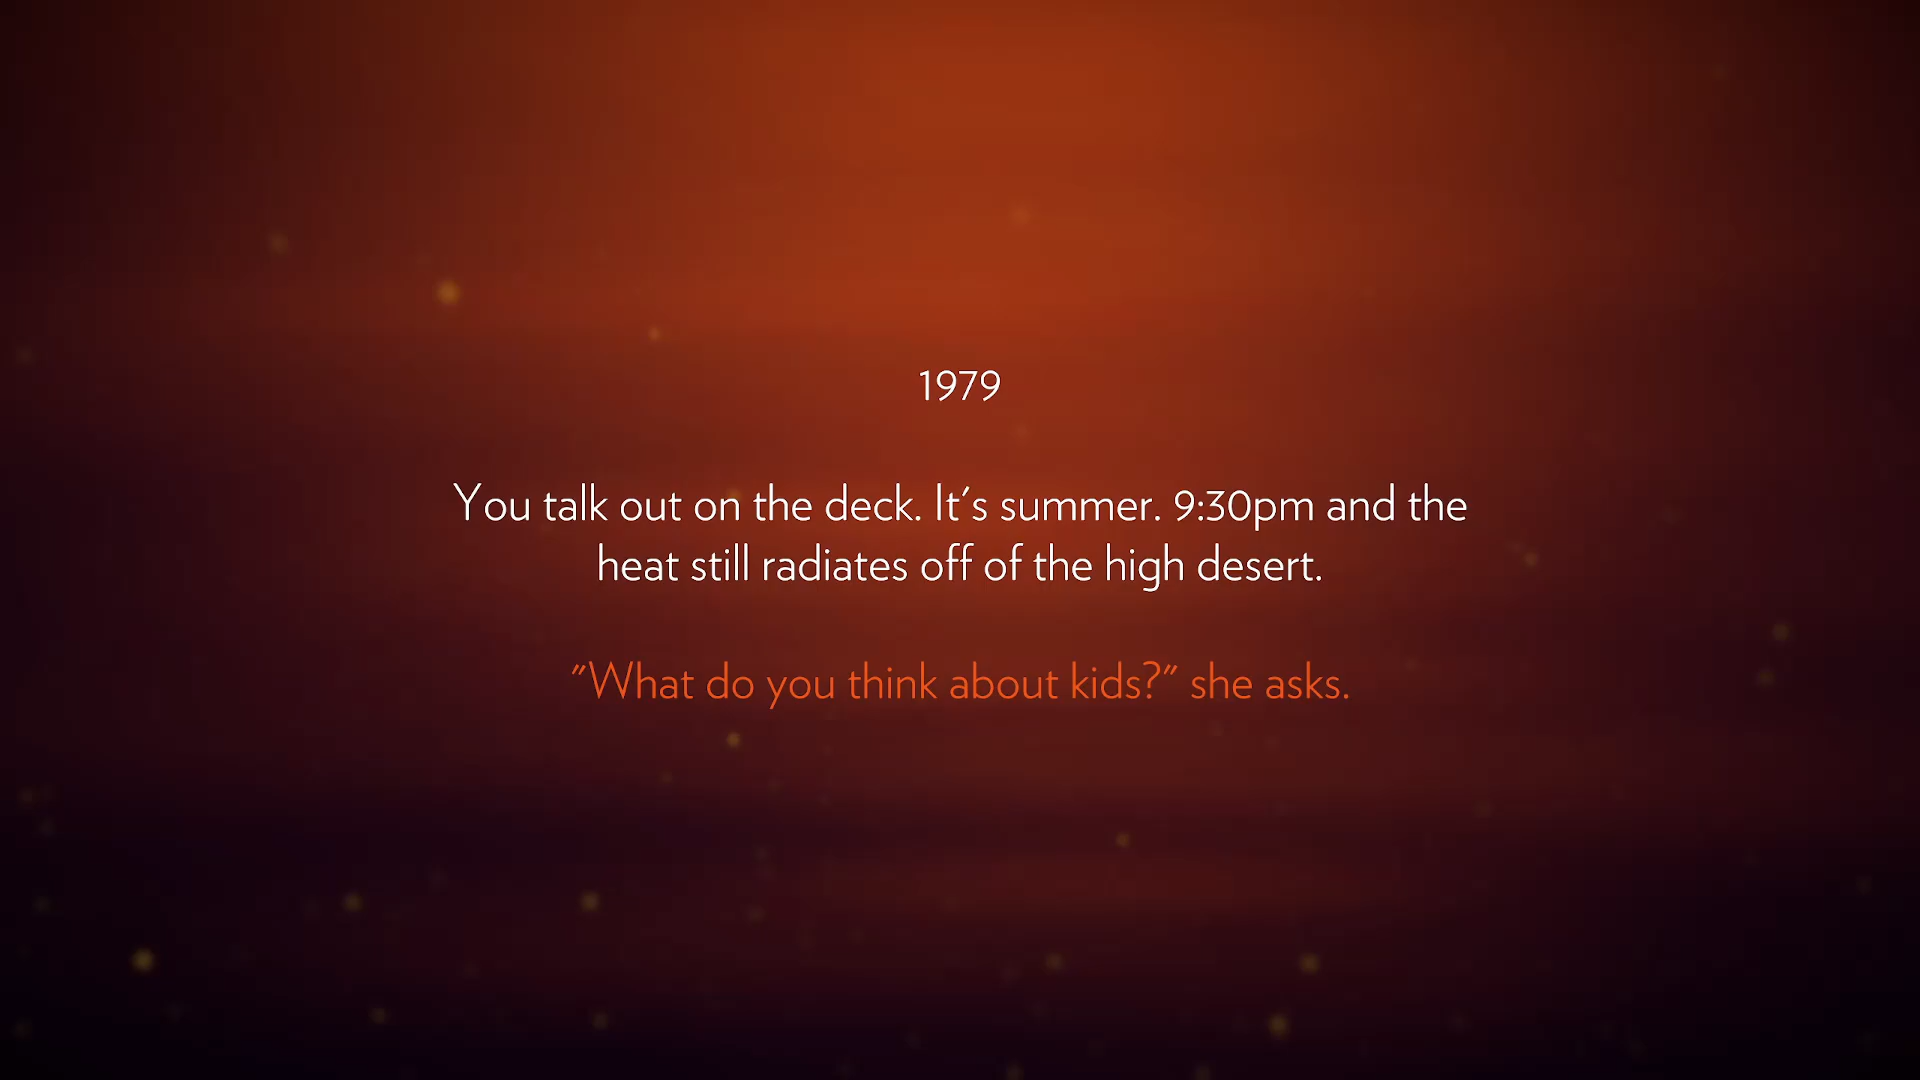 1979
You talk out on the deck. It's summer. 9:30pm and the
heat still radiates off of the high desert.
"What do you think about kids?" she asks.